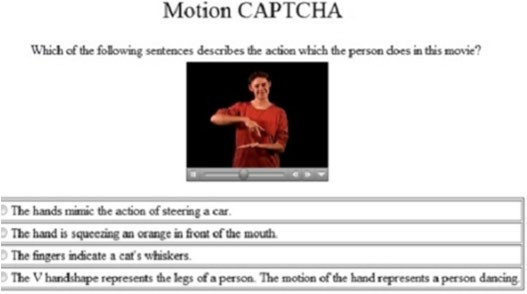 Motion CAPTCHA
Which of the following sentences describes the action which the person does in this movie?
The hands mimic the action of steering a car.
The hand is squeezing an orange in front of the mouth.
The fingers indicate a cat's whiskers.
The V handshape represents the legs of a person. The motion of the hand represents a person dancing.